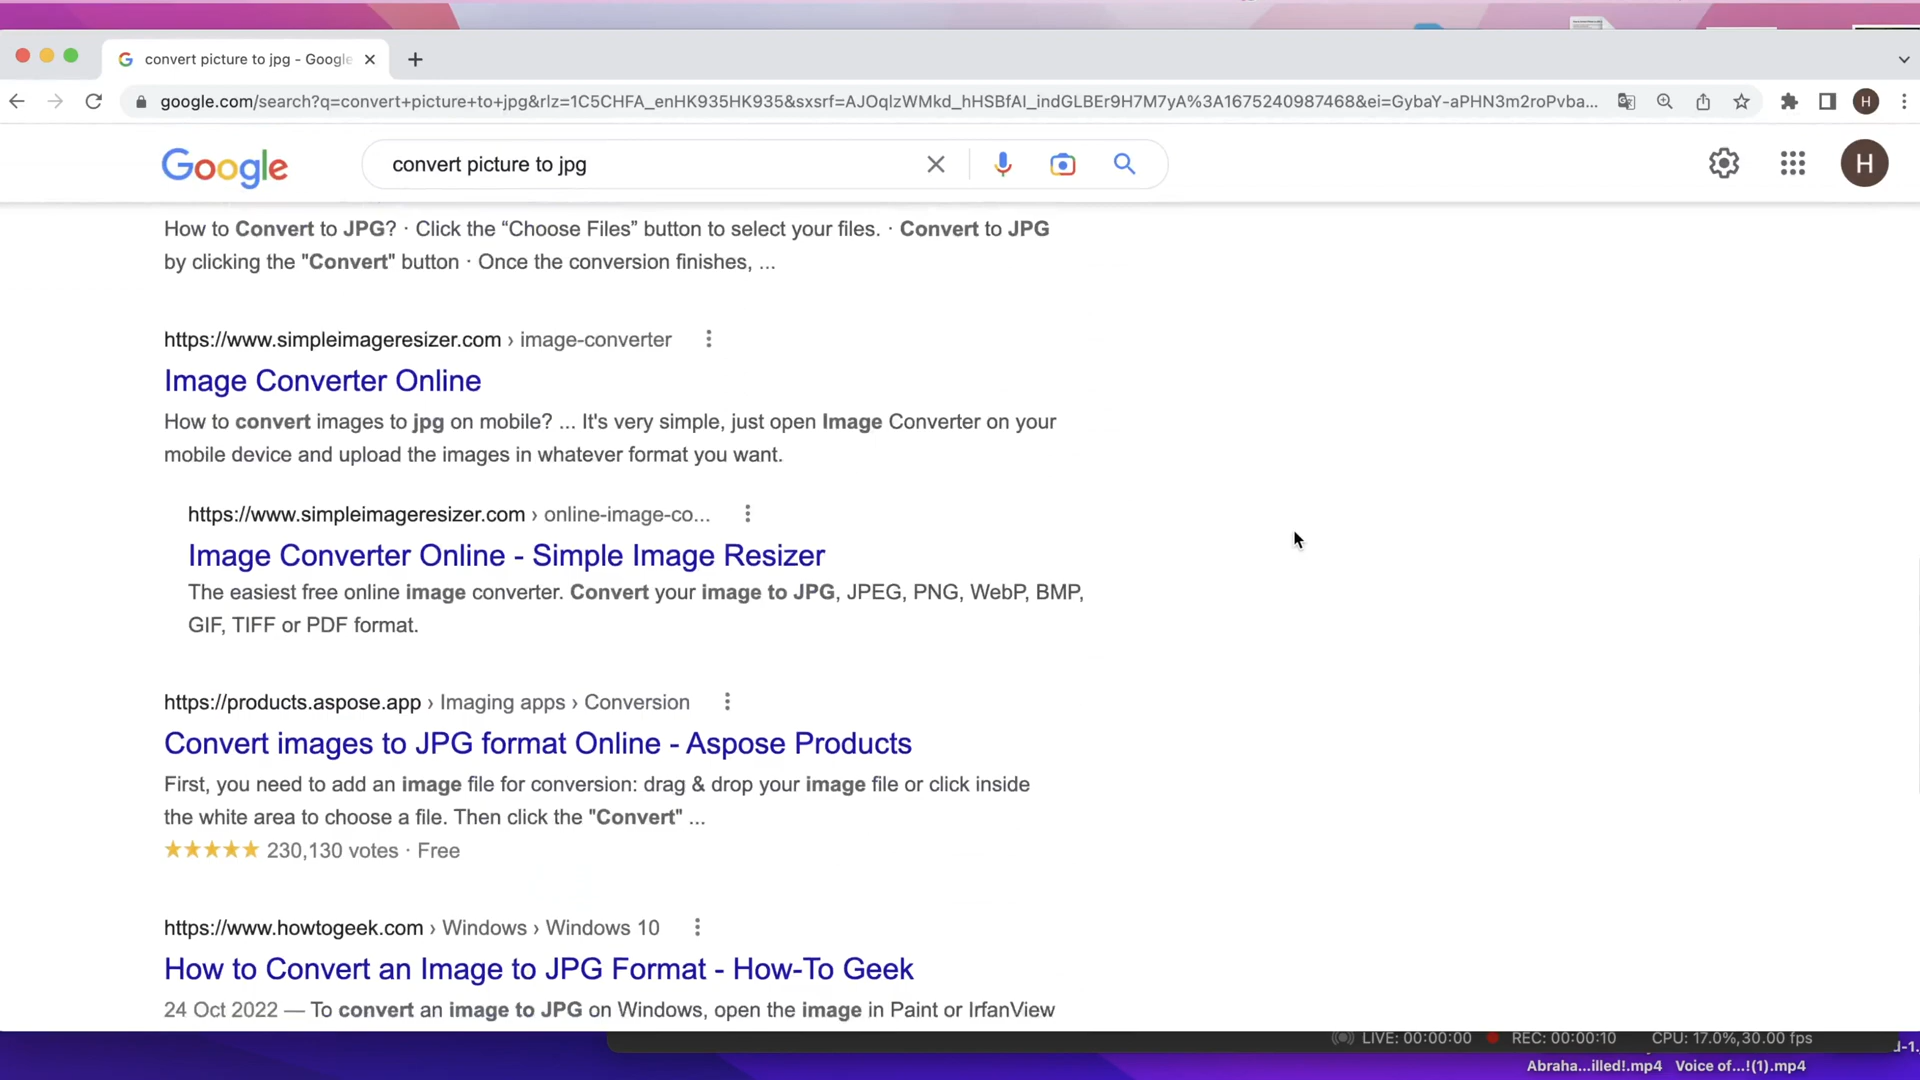 convert picture to jpg - Google
google.com/search?q=convert+picture+to+jpg&rlz=1C5CHFA_enHK935HK935&sxsrf=AJOqlzWMkd_hHSBfAI_indGLBEr9H7M7yA%3A1675240987468&ei=GybaY-aPHN3m2roPvba...
H
Google
convert picture to jpg
H
How to Convert to JPG? · Click the “Choose Files” button to select your files. · Convert to JPG
by clicking the "Convert" button · Once the conversion finishes, ...
https://www.simpleimageresizer.com › image-converter
Image Converter Online
How to convert images to jpg on mobile? ... It's very simple, just open Image Converter on your
mobile device and upload the images in whatever format you want.
https://www.simpleimageresizer.com › online-image-co...
Image Converter Online - Simple Image Resizer
The easiest free online image converter. Convert your image to JPG, JPEG, PNG, WebP, BMP,
GIF, TIFF or PDF format.
https://products.aspose.app › Imaging apps › Conversion
Convert images to JPG format Online - Aspose Products
First, you need to add an image file for conversion: drag & drop your image file or click inside
the white area to choose a file. Then click the "Convert" ...
230,130 votes · Free
https://www.howtogeek.com › Windows › Windows 10
How to Convert an Image to JPG Format - How-To Geek
24 Oct 2022 — To convert an image to JPG on Windows, open the image in Paint or IrfanView
LIVE: 00:00:00 REC: 00:00:10 CPU: 17.0%,30.00 fps
d-1.
Abraha...illed!.mp4 Voice of...!(1).mp4